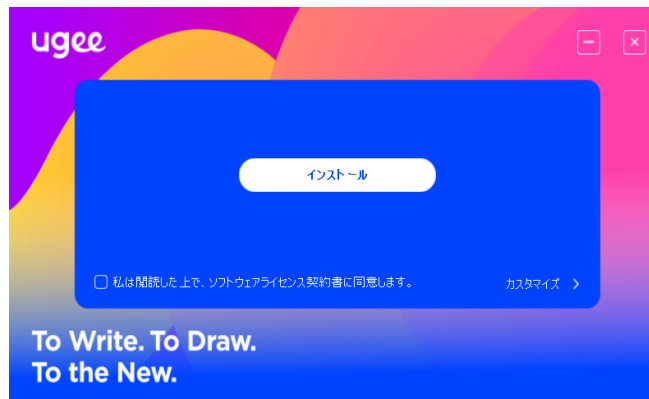 ugee
インストール
私は閲読した上で、ソフトウェアライセンス契約書に同意します。
カスタマイズ
To Write. To Draw.
To the New.